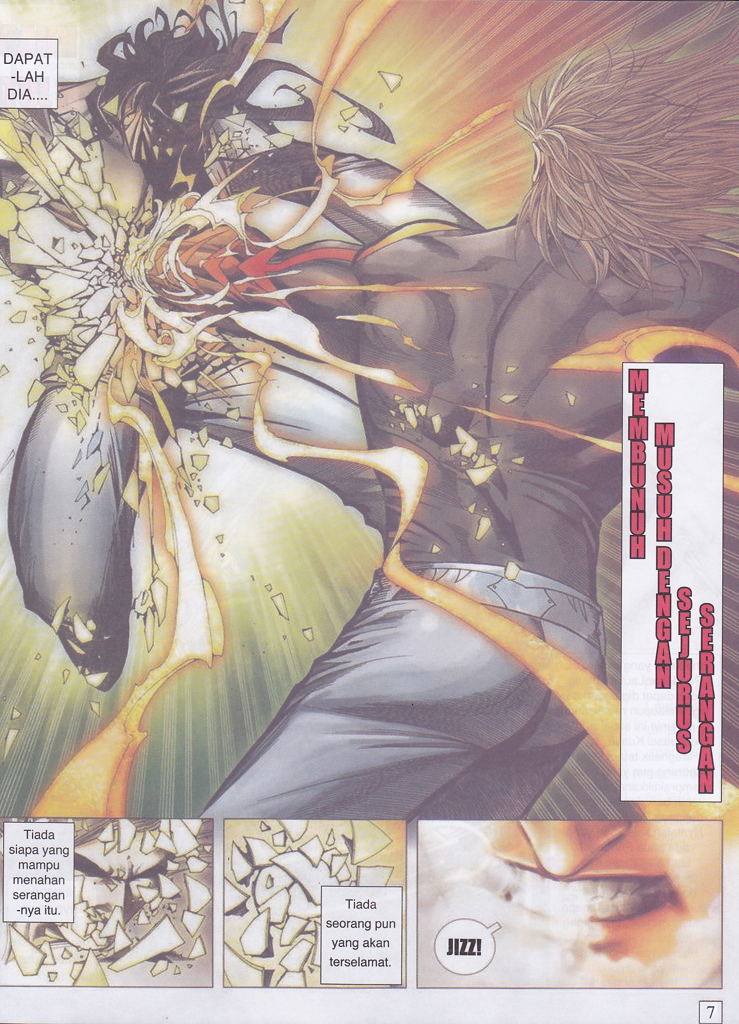 DAPAT
-LAH
DIA....
MEMBUNUH
MUSUH DENGAN
SEJURUS
SERANGAN
Tiada
siapa yang
mampu
menahan
serangan
-nya itu.
Tiada
seorang pun
yang akan
terselamat.
JIZZ!
7